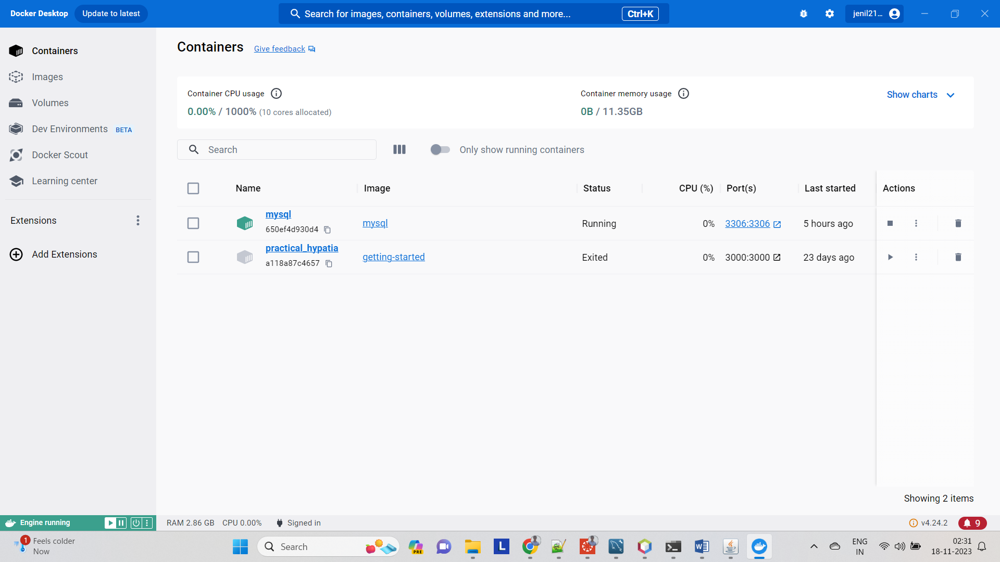 Docker Desktop Update to latest Search for images, containers, volumes, extensions and more... Ctrl+K jenil21...
Containers
Images
Volumes
Dev Environments BETA
Docker Scout
Learning center
Extensions
Add Extensions
Containers Give feedback
Container CPU usage
0.00% / 1000% (10 cores allocated)
Container memory usage
0B / 11.35GB
Show charts
Search Only show running containers
Name Image Status CPU (%) Port(s) Last started Actions
mysql
650ef4d930d4
mysql Running 0% 3306:3306 5 hours ago
practical_hypatia
a118a87c4657
getting-started Exited 0% 3000:3000 23 days ago
Showing 2 items
Engine running RAM 2.86 GB CPU 0.00% Signed in v4.24.2 9
1
Feels colder
Now
Search
PRE
L
W
ENG
IN
02:31
18-11-2023